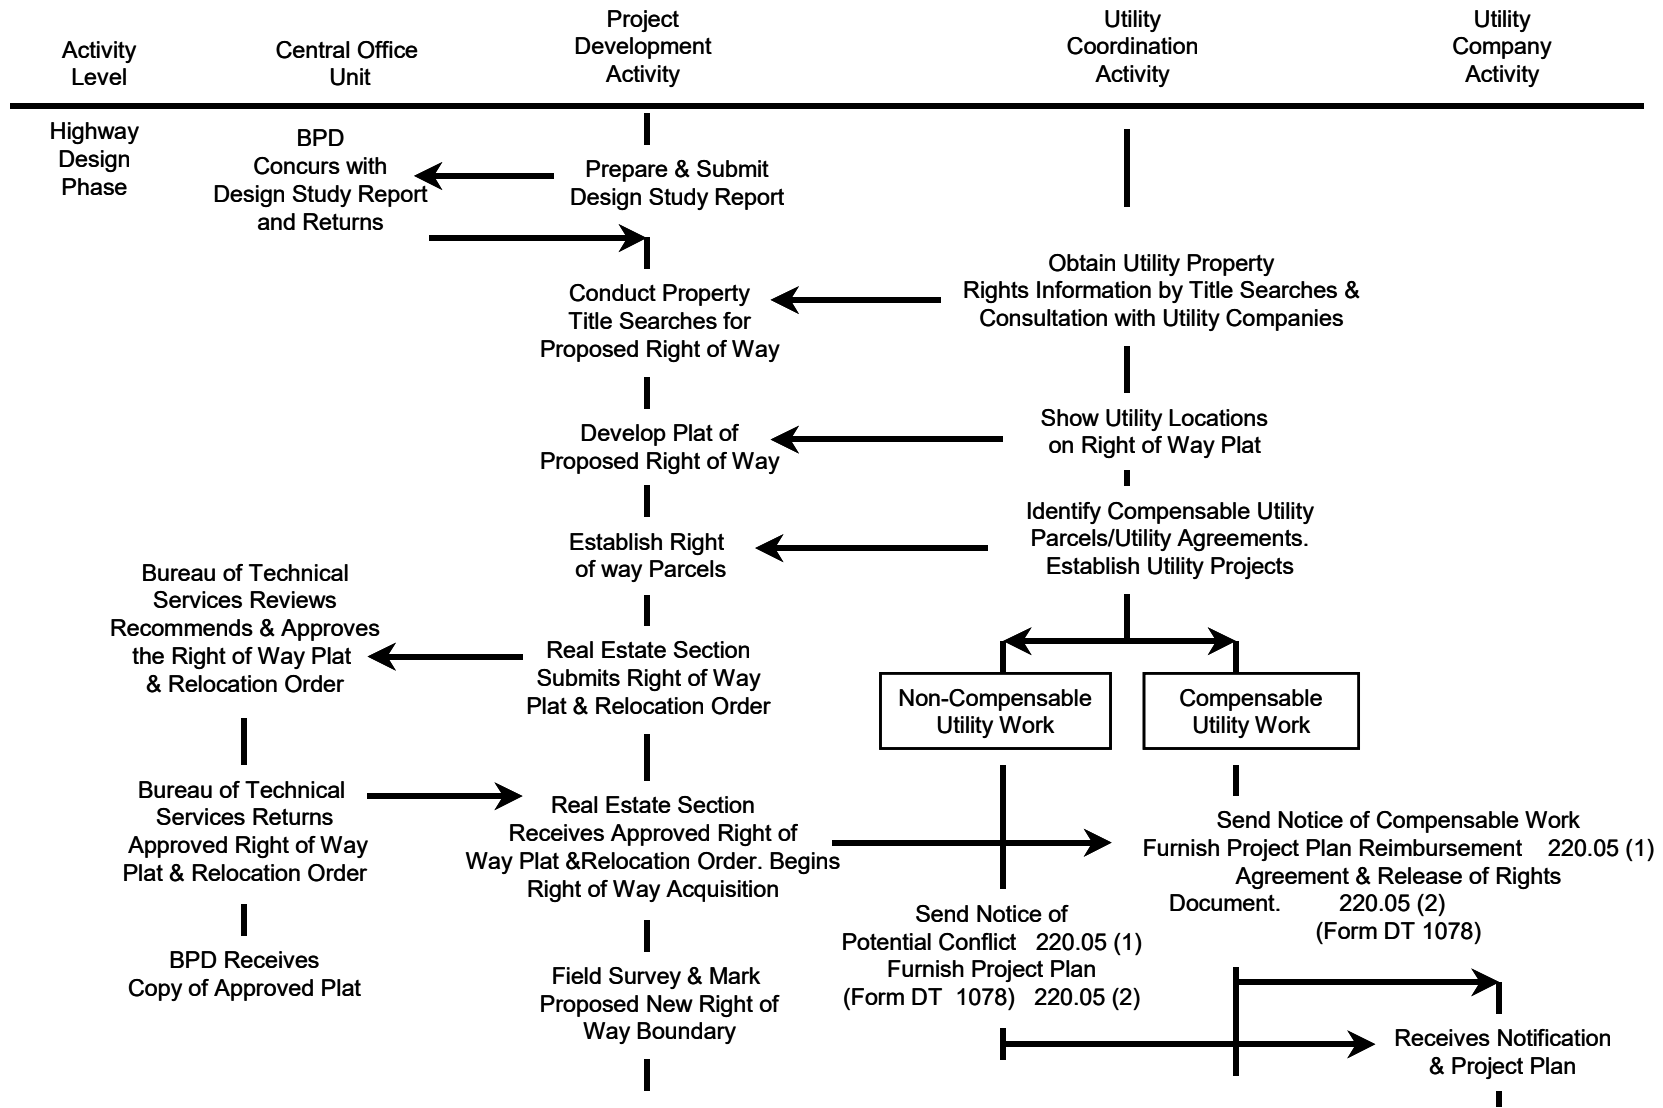 Activity
Level
Central Office
Unit
Project
Development
Activity
Utility
Coordination
Activity
Utility
Company
Activity
Highway
Design
Phase
BPD
Concurs with
Design Study Report
and Returns
Prepare & Submit
Design Study Report
Conduct Property
Title Searches for
Proposed Right of Way
Obtain Utility Property
Rights Information by Title Searches &
Consultation with Utility Companies
Develop Plat of
Proposed Right of Way
Show Utility Locations
on Right of Way Plat
Establish Right
of way Parcels
Identify Compensable Utility
Parcels/Utility Agreements.
Establish Utility Projects
Bureau of Technical
Services Reviews
Recommends & Approves
the Right of Way Plat
& Relocation Order
Real Estate Section
Submits Right of Way
Plat & Relocation Order
Non-Compensable
Utility Work
Compensable
Utility Work
Bureau of Technical
Services Returns
Approved Right of Way
Plat & Relocation Order
Real Estate Section
Receives Approved Right of
Way Plat &Relocation Order. Begins
Right of Way Acquisition
Send Notice of Compensable Work
Furnish Project Plan Reimbursement 220.05 (1)
Agreement & Release of Rights
Document. 220.05 (2)
(Form DT 1078)
Send Notice of
Potential Conflict 220.05 (1)
Furnish Project Plan
(Form DT 1078) 220.05 (2)
BPD Receives
Copy of Approved Plat
Field Survey & Mark
Proposed New Right of
Way Boundary
Receives Notification
& Project Plan